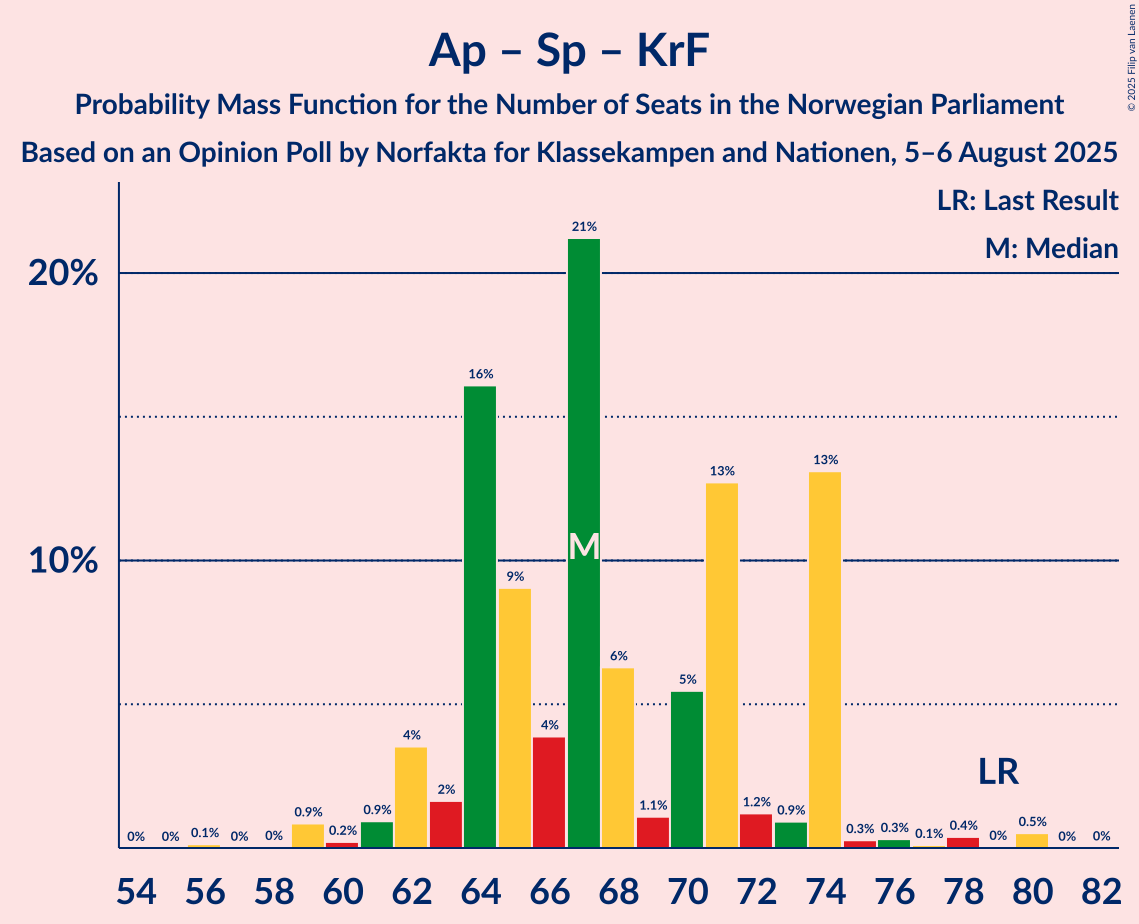 Ap – Sp – KrF
Probability Mass Function for the Number of Seats in the Norwegian Parliament
Based on an Opinion Poll by Norfakta for Klassekampen and Nationen, 5–6 August 2025
© 2025 Filip van Laenen
LR: Last Result
M: Median
20%
10%
0% 0% 0.1% 0% 0% 0.9% 0.2% 0.9% 4% 2% 16% 9% 4% 21% 6% 1.1% 5% 13% 1.2% 0.9% 13% 0.3% 0.3% 0.1% 0.4% 0% 0.5% 0% 0%
M
LR
54 56 58 60 62 64 66 68 70 72 74 76 78 80 82